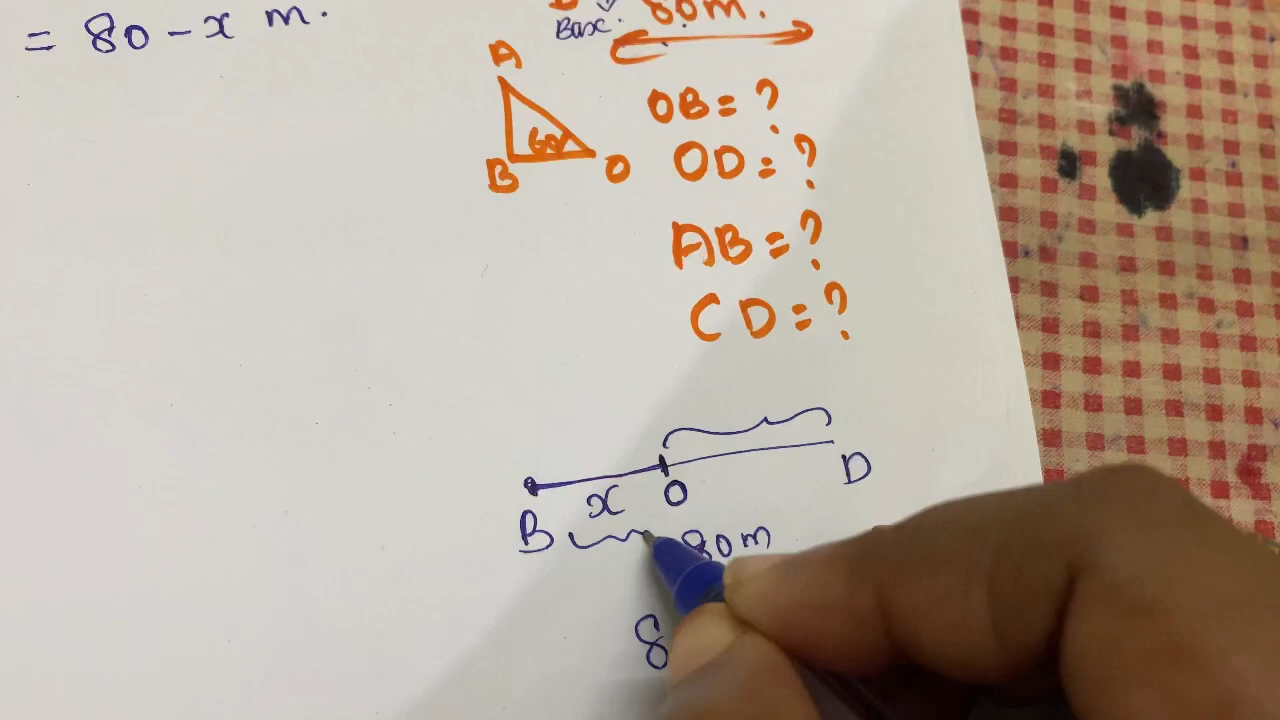 = 80 - x m.
80m.
Base.
A
60°
B
O
OB = ?
OD = ?
AB = ?
CD = ?
x
O
D
B
80m
8